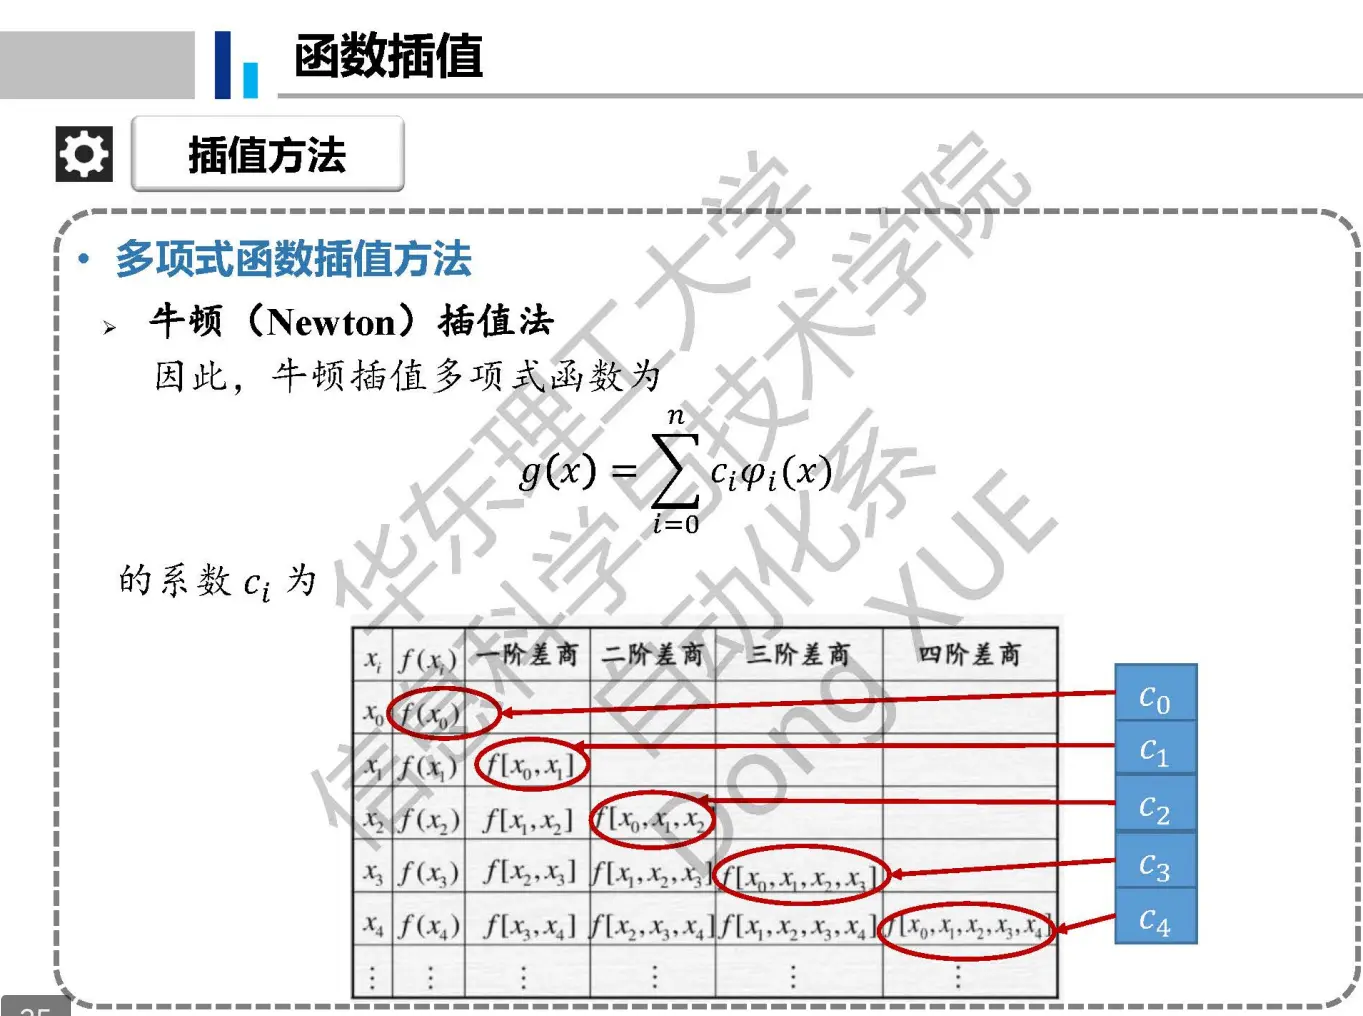 函数插值
插值方法
• 多项式函数插值方法
➢ 牛顿（Newton）插值法
因此，牛顿插值多项式函数为
g(x) = ∑_{i=0}^{n} c_i φ_i(x)
的系数 c_i 为
x_i f(x_i) 一阶差商 二阶差商 三阶差商 四阶差商
x_0 f(x_0) c_0
x_1 f(x_1) f[x_0,x_1] c_1
x_2 f(x_2) f[x_1,x_2] f[x_0,x_1,x_2 c_2
x_3 f(x_3) f[x_2,x_3] f[x_1,x_2,x_3] f[x_0,x_1,x_2,x_3] c_3
x_4 f(x_4) f[x_3,x_4] f[x_2,x_3,x_4] f[x_1,x_2,x_3,x_4] f[x_0,x_1,x_2,x_3,x_4] c_4
⋮ ⋮ ⋮ ⋮ ⋮ ⋮
华东理工大学
信息科学与技术学院
自动化系
Dong XUE